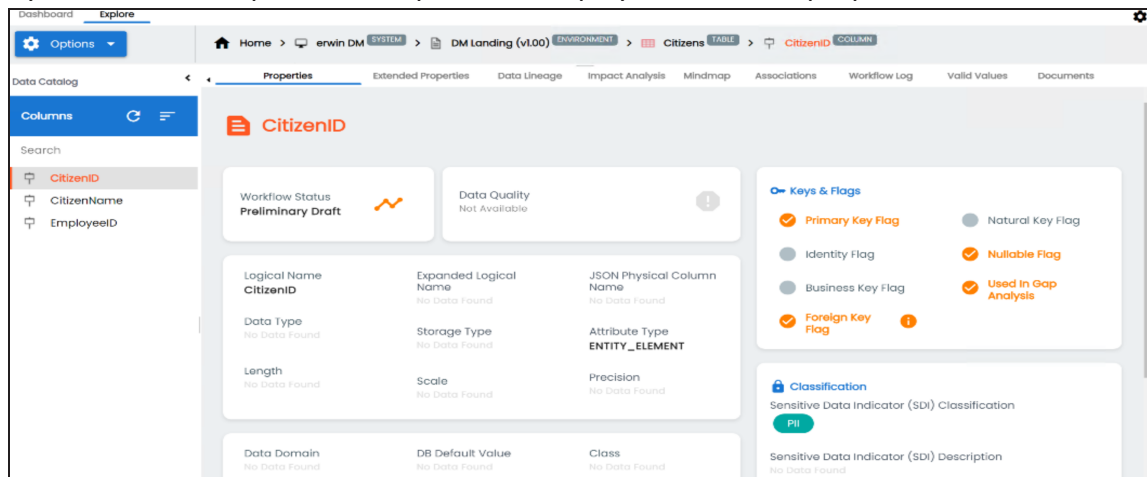 Dashboard Explore
Options
Home > erwin DM SYSTEM > DM Landing (v1.00) ENVIRONMENT > Citizens TABLE > CitizenID COLUMN
Data Catalog
Properties Extended Properties Data Lineage Impact Analysis Mindmap Associations Workflow Log Valid Values Documents
Columns
Search
CitizenID
CitizenName
EmployeeID
CitizenID
Workflow Status
Preliminary Draft
Data Quality
Not Available
Logical Name
CitizenID
Expanded Logical
Name
No Data Found
JSON Physical Column
Name
No Data Found
Data Type
No Data Found
Storage Type
No Data Found
Attribute Type
ENTITY_ELEMENT
Length
No Data Found
Scale
No Data Found
Precision
No Data Found
Data Domain
No Data Found
DB Default Value
No Data Found
Class
No Data Found
Keys & Flags
Primary Key Flag
Natural Key Flag
Identity Flag
Nullable Flag
Business Key Flag
Used In Gap
Analysis
Foreign Key
Flag
Classification
Sensitive Data Indicator (SDI) Classification
PII
Sensitive Data Indicator (SDI) Description
No Data Found